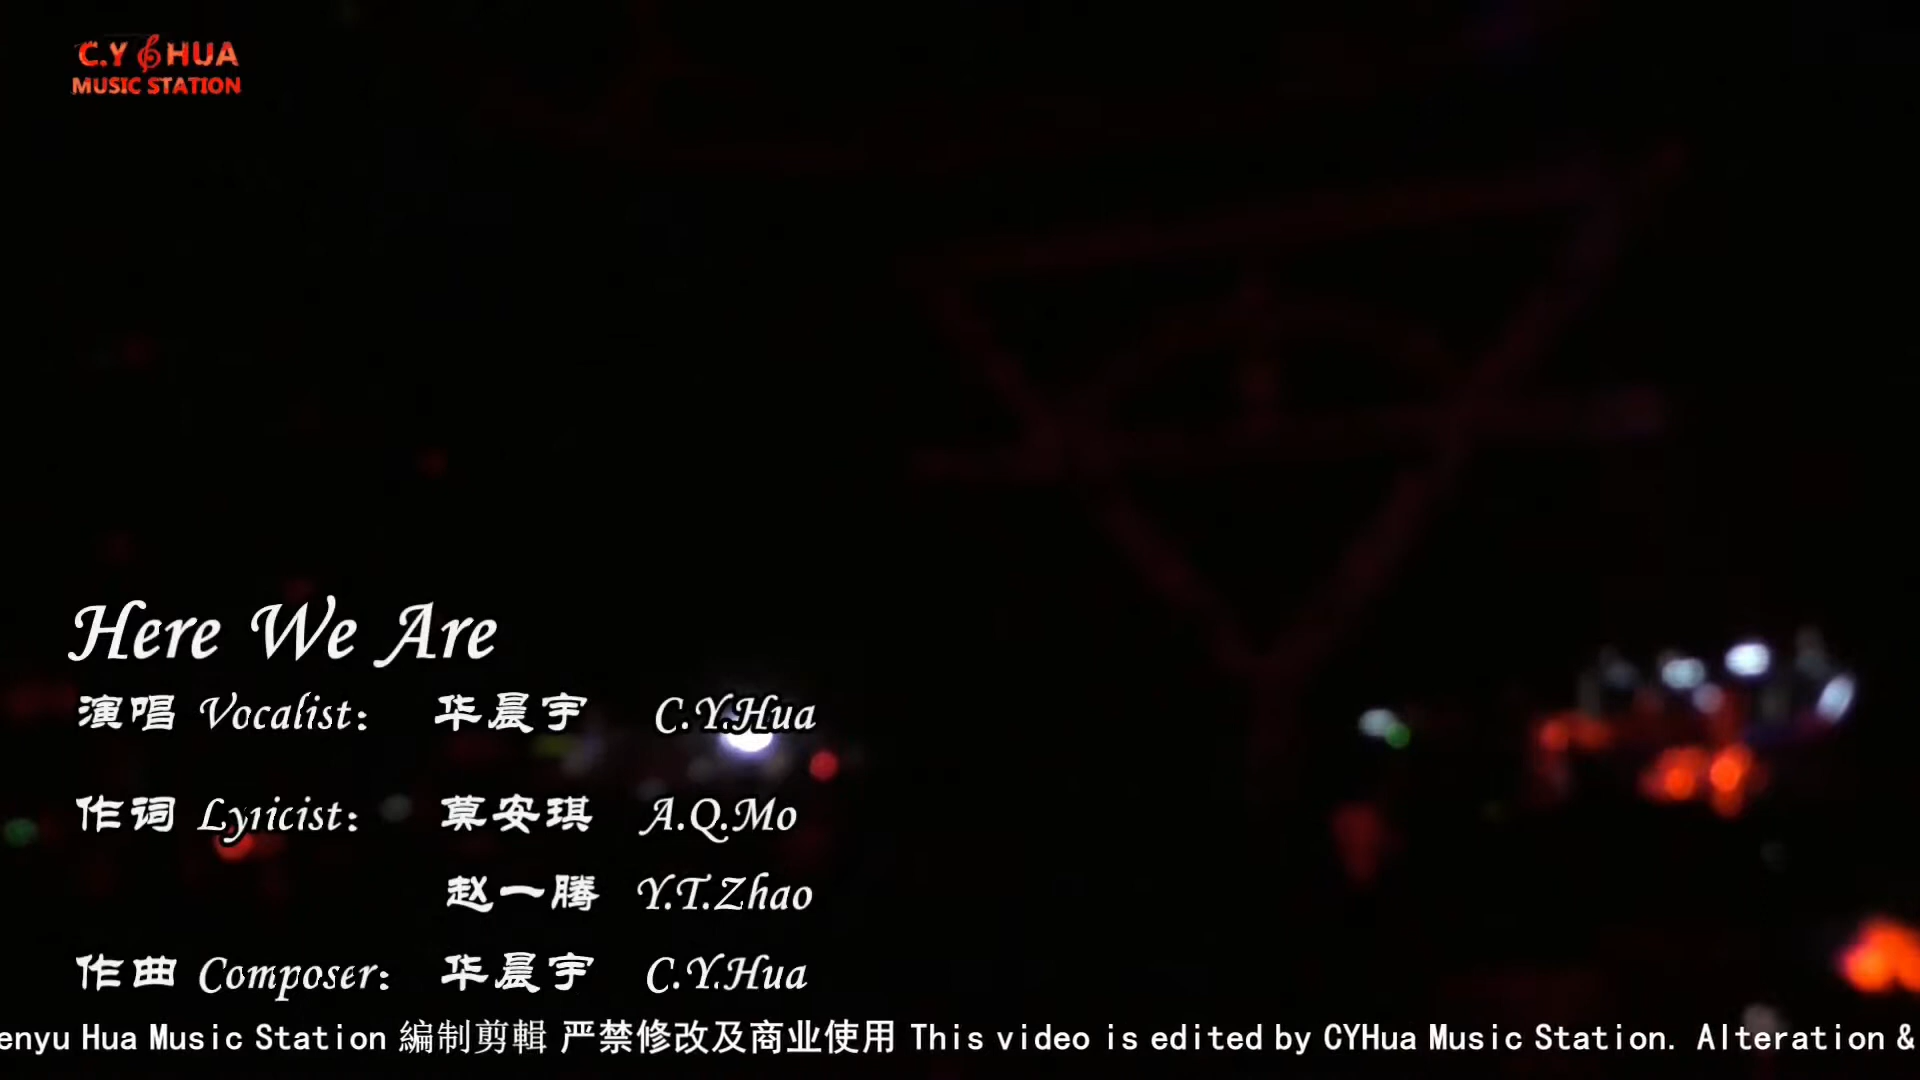 C.Y HUA
MUSIC STATION
Here We Are
演唱 Vocalist： 华晨宇 C.Y.Hua
作词 Lyricist： 莫安琪 A.Q.Mo
赵一腾 Y.T.Zhao
作曲 Composer： 华晨宇 C.Y.Hua
enyu Hua Music Station 編制剪輯 严禁修改及商业使用 This video is edited by CYHua Music Station. Alteration &